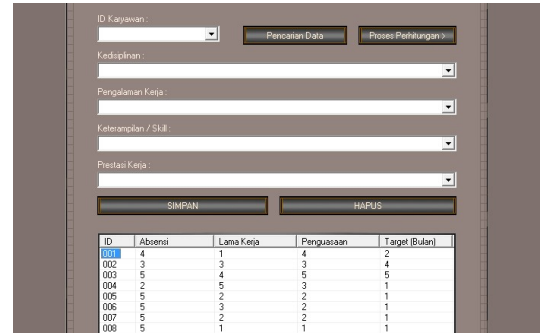 ID Karyawan :
Pencarian Data Proses Perhitungan >
Kedisiplinan :
Pengalaman Kerja :
Keterampilan / Skill :
Prestasi Kerja :
SIMPAN HAPUS
ID Absensi Lama Kerja Penguasaan Target (Bulan)
001 4 1 4 2
002 3 3 3 4
003 5 4 5 5
004 2 5 3 1
005 5 2 2 1
006 5 3 2 1
007 5 2 2 1
008 5 1 1 1